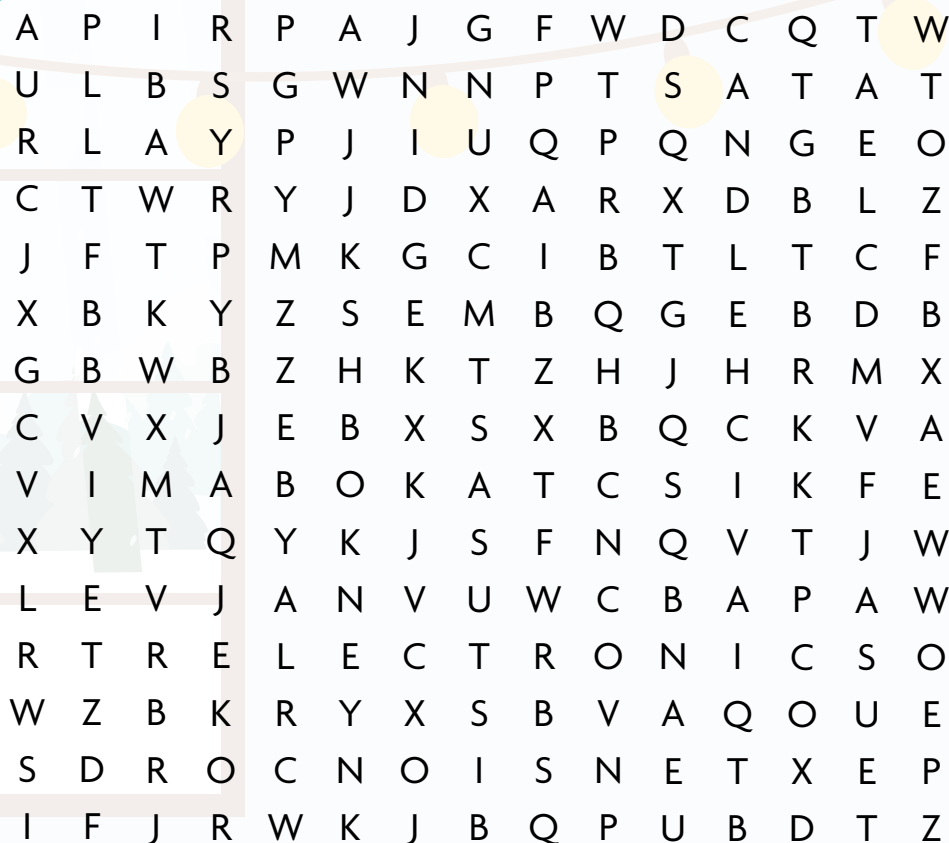 A P I R P A J G F W D C Q T W
U L B S G W N N P T S A T A T
R L A Y P J I U Q P Q N G E O
C T W R Y J D X A R X D B L Z
J F T P M K G C I B T L T C F
X B K Y Z S E M B Q G E B D B
G B W B Z H K T Z H J H R M X
C V X J E B X S X B Q C K V A
V I M A B O K A T C S I K F E
X Y T Q Y K J S F N Q V T J W
L E V J A N V U W C B A P A W
R T R E L E C T R O N I C S O
W Z B K R Y X S B V A Q O U E
S D R O C N O I S N E T X E P
I F J R W K J B Q P U B D T Z